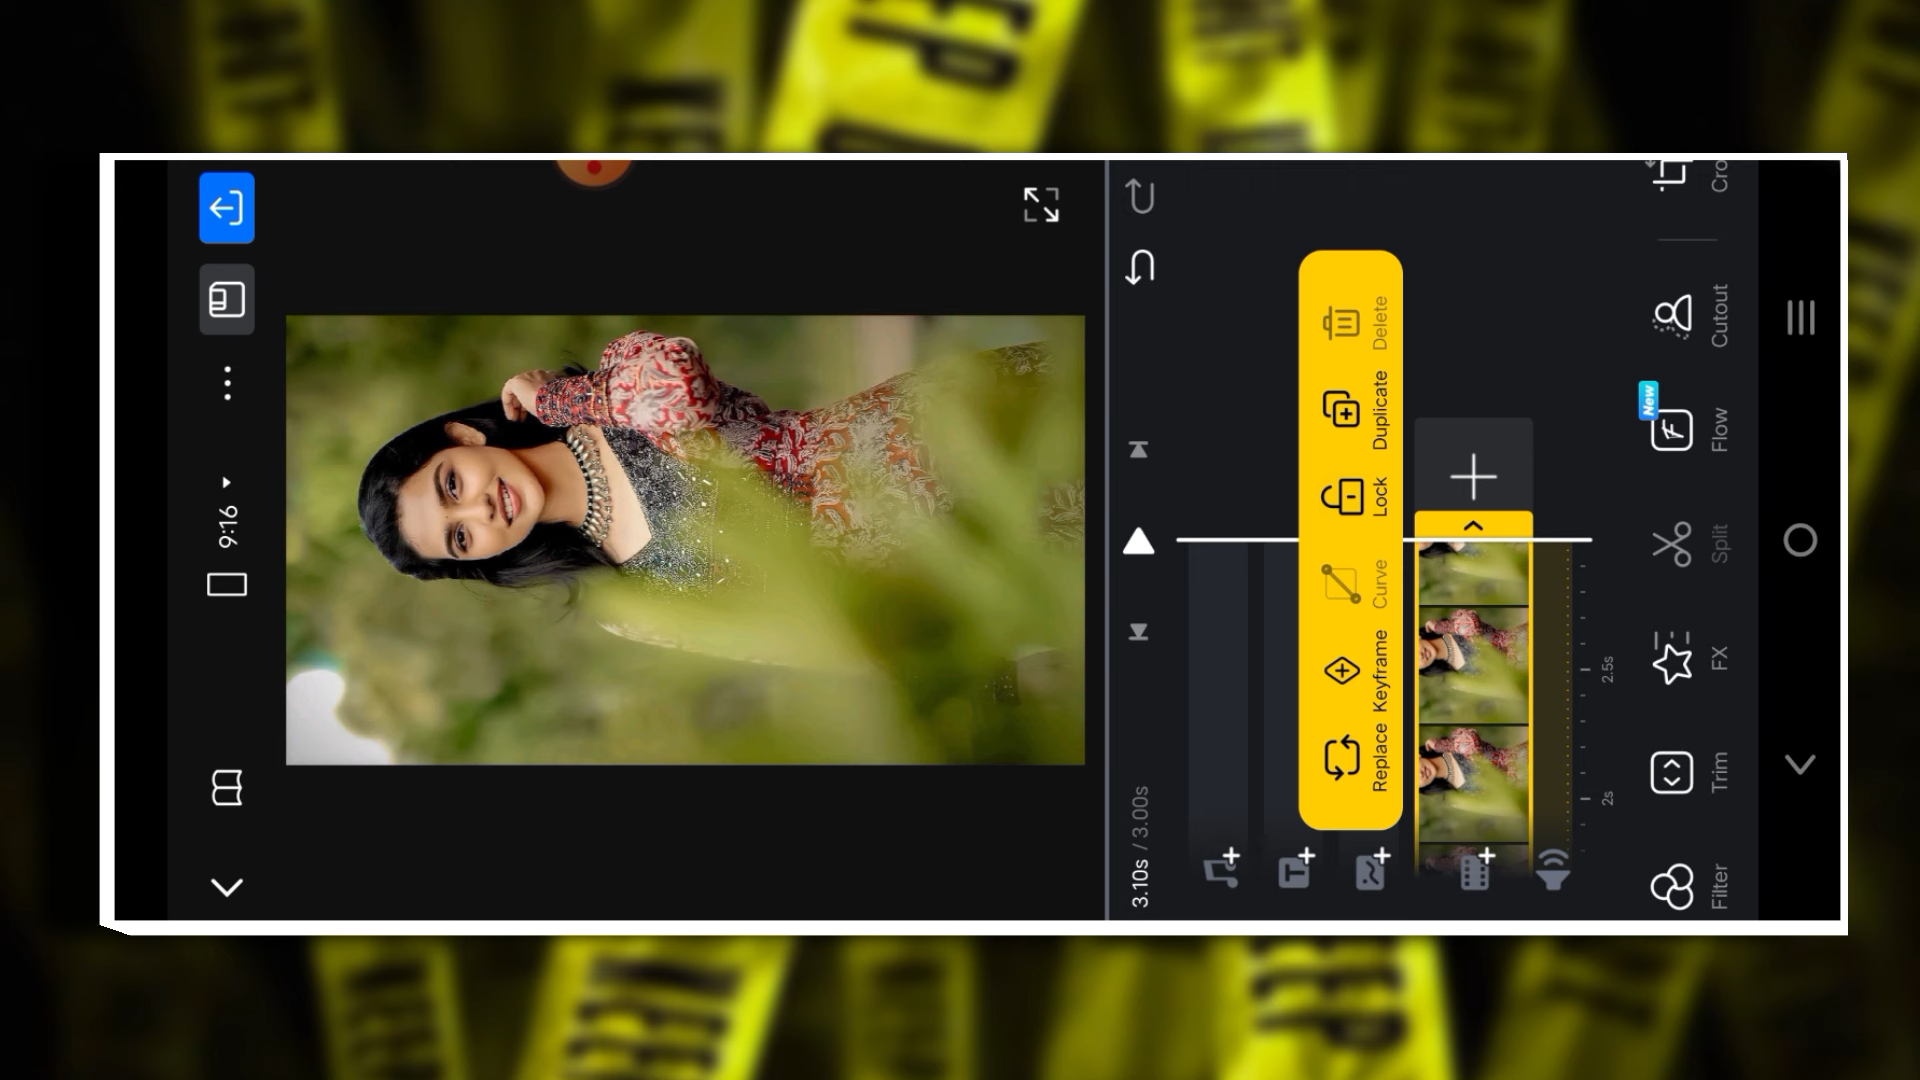 9:16
3.10s / 3.00s
Delete
Duplicate
Lock
Curve
Keyframe
Replace
2.5s
2s
New
Cro
Cutout
Flow
Split
FX
Trim
Filter